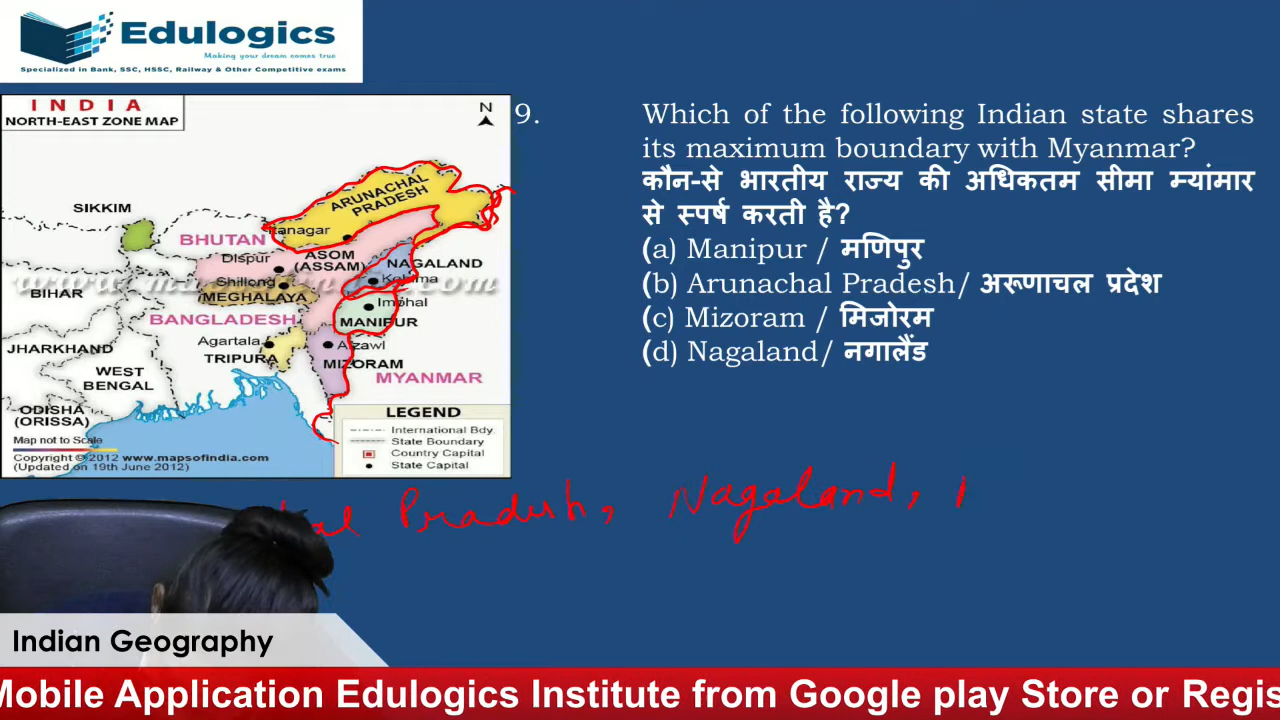 Edulogics
Making your dream comes true
Specialized in Bank, SSC, HSSC, Railway & Other Competitive exams
INDIA
NORTH-EAST ZONE MAP
N
SIKKIM
BHUTAN
ARUNACHAL
PRADESH
Itanagar
Dispur
ASOM
(ASSAM)
NAGALAND
Shillong
Kohima
BIHAR
MEGHALAYA
Imphal
BANGLADESH
MANIPUR
JHARKHAND
Agartala
Aizawl
TRIPURA
MIZORAM
WEST
BENGAL
MYANMAR
ODISHA
(ORISSA)
LEGEND
International Bdy.
State Boundary
Country Capital
State Capital
Map not to Scale
Copyright © 2012 www.mapsofindia.com
(Updated on 19th June 2012)
9. Which of the following Indian state shares
its maximum boundary with Myanmar?
कौन-से भारतीय राज्य की अधिकतम सीमा म्यांमार
से स्पर्ष करती है?
(a) Manipur / मणिपुर
(b) Arunachal Pradesh/ अरूणाचल प्रदेश
(c) Mizoram / मिजोरम
(d) Nagaland/ नगालैंड
Pradesh, Nagaland,
Indian Geography
Mobile Application Edulogics Institute from Google play Store or Regis